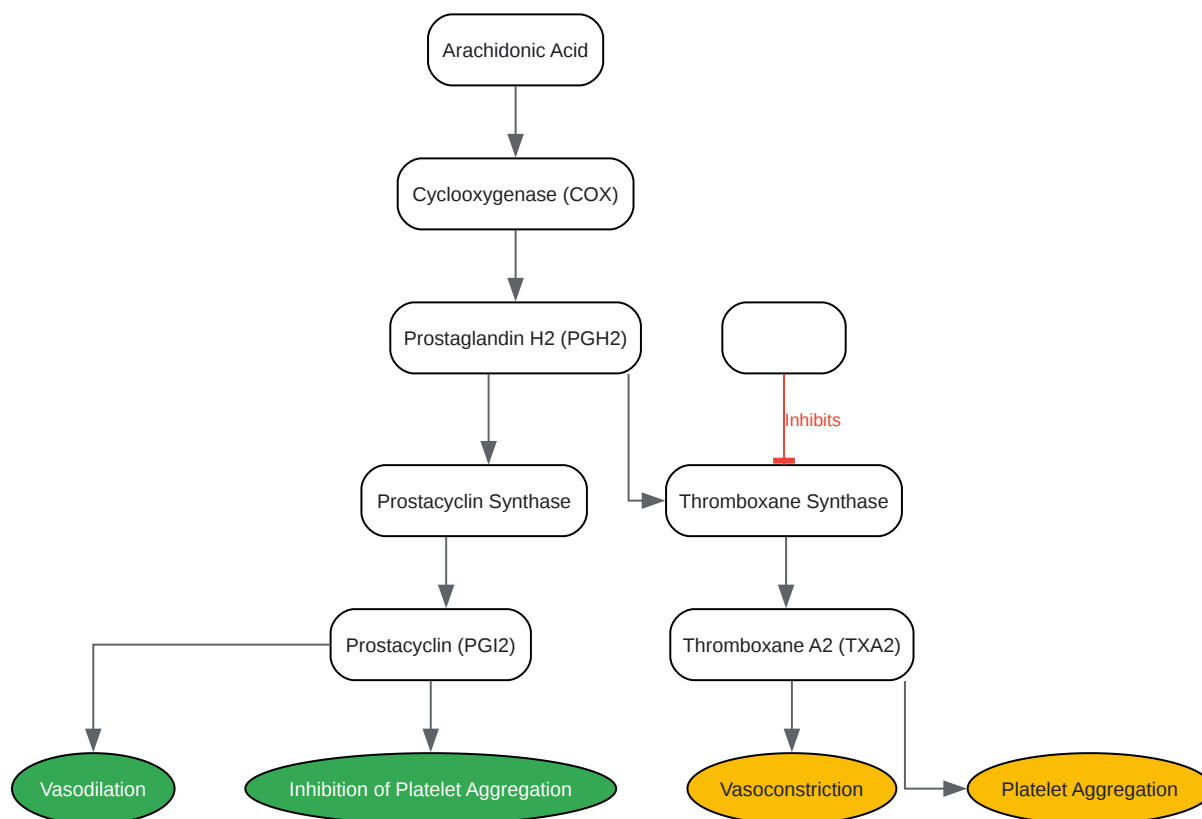 Arachidonic Acid
Cyclooxygenase (COX)
Prostaglandin H2 (PGH2)
Inhibits
Prostacyclin Synthase
Thromboxane Synthase
Prostacyclin (PGI2)
Thromboxane A2 (TXA2)
Vasodilation
Inhibition of Platelet Aggregation
Vasoconstriction
Platelet Aggregation